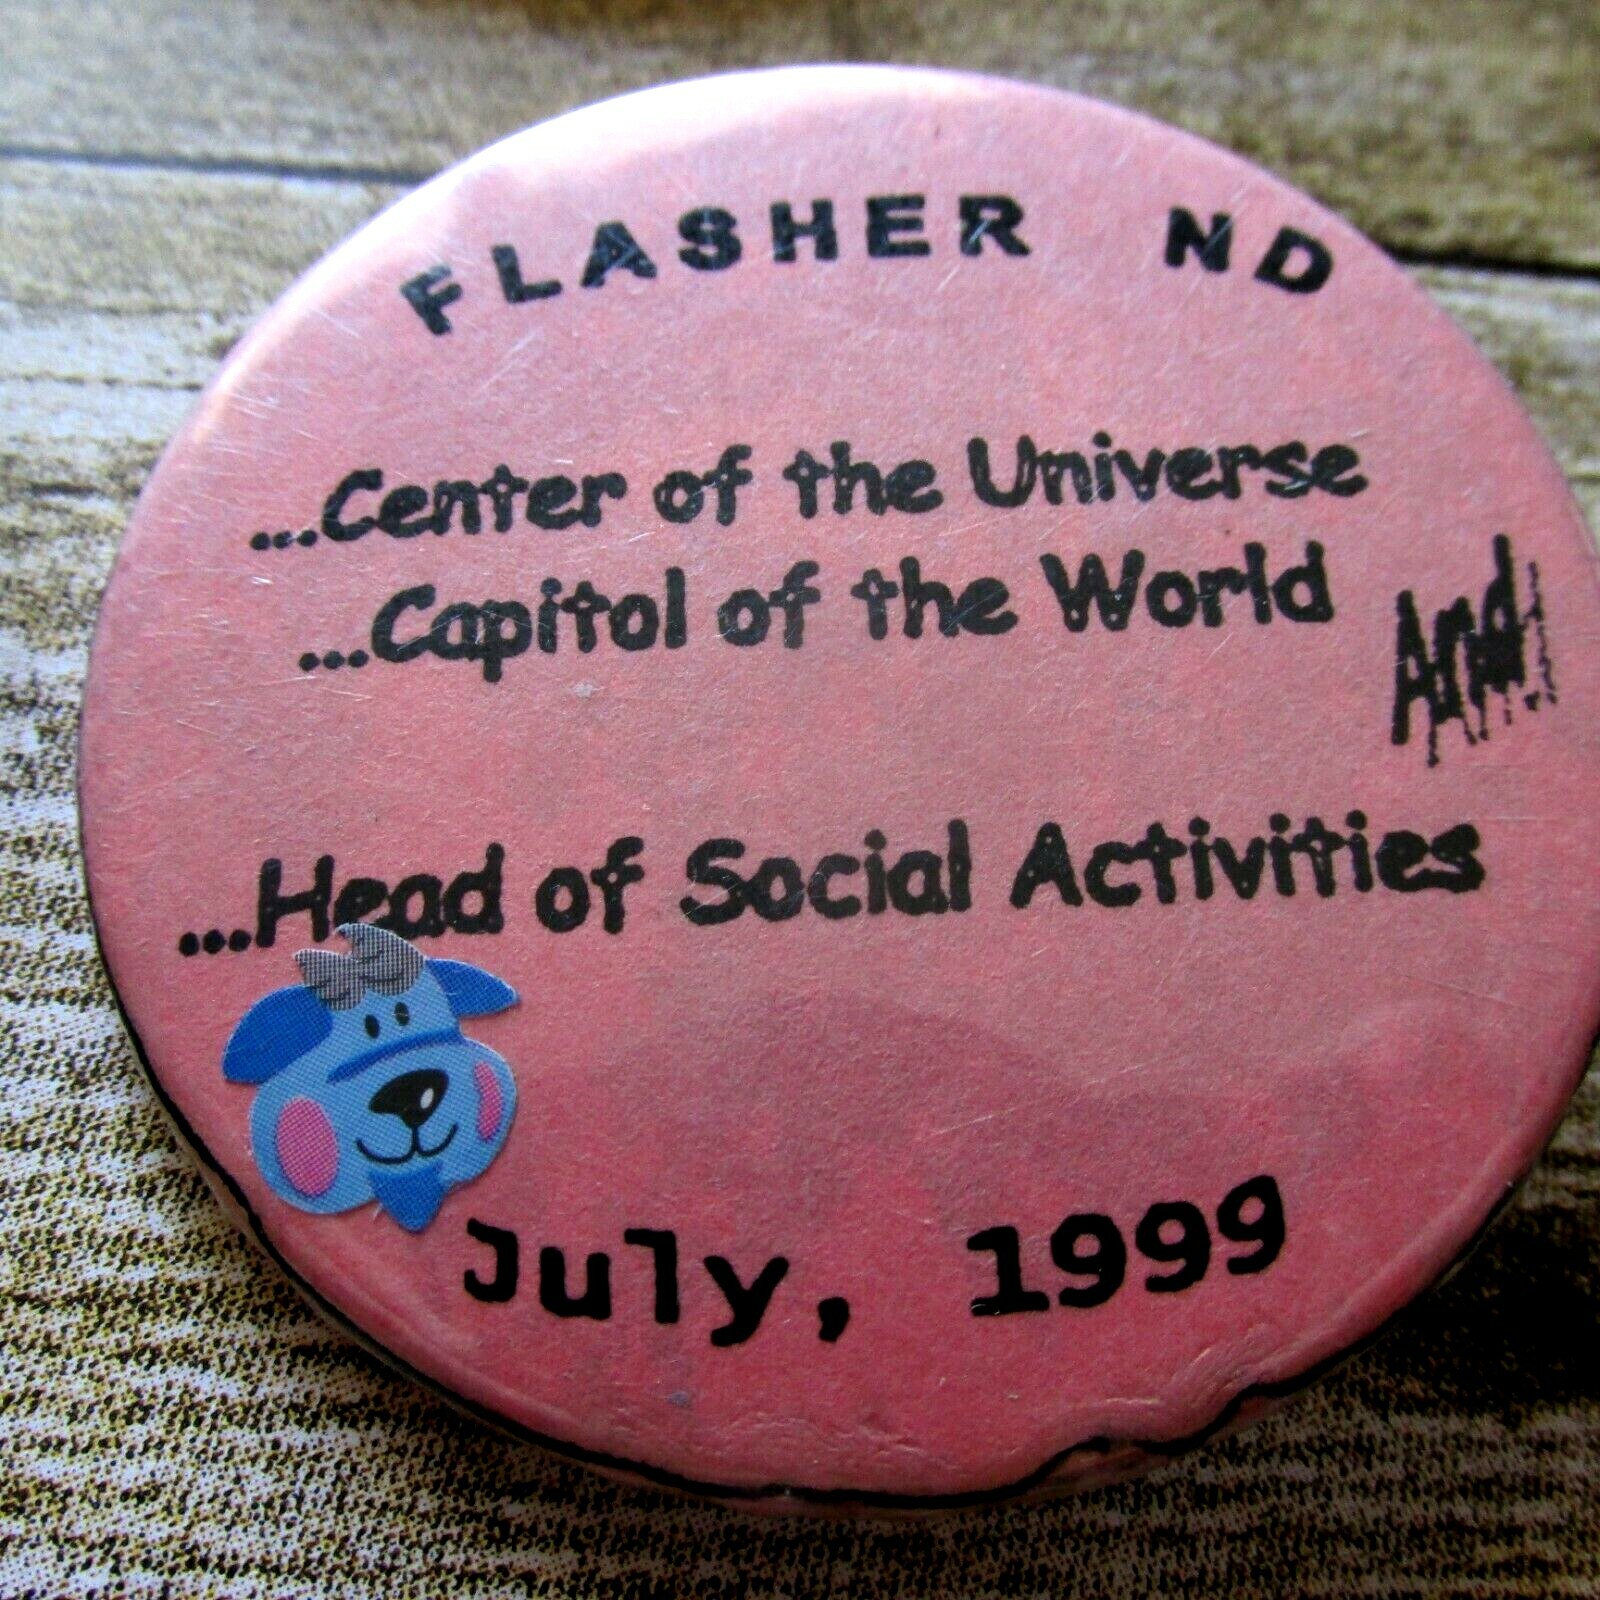 FLASHER ND
...Center of the Universe
...Capitol of the World
And
...Head of Social Activities
July, 1999